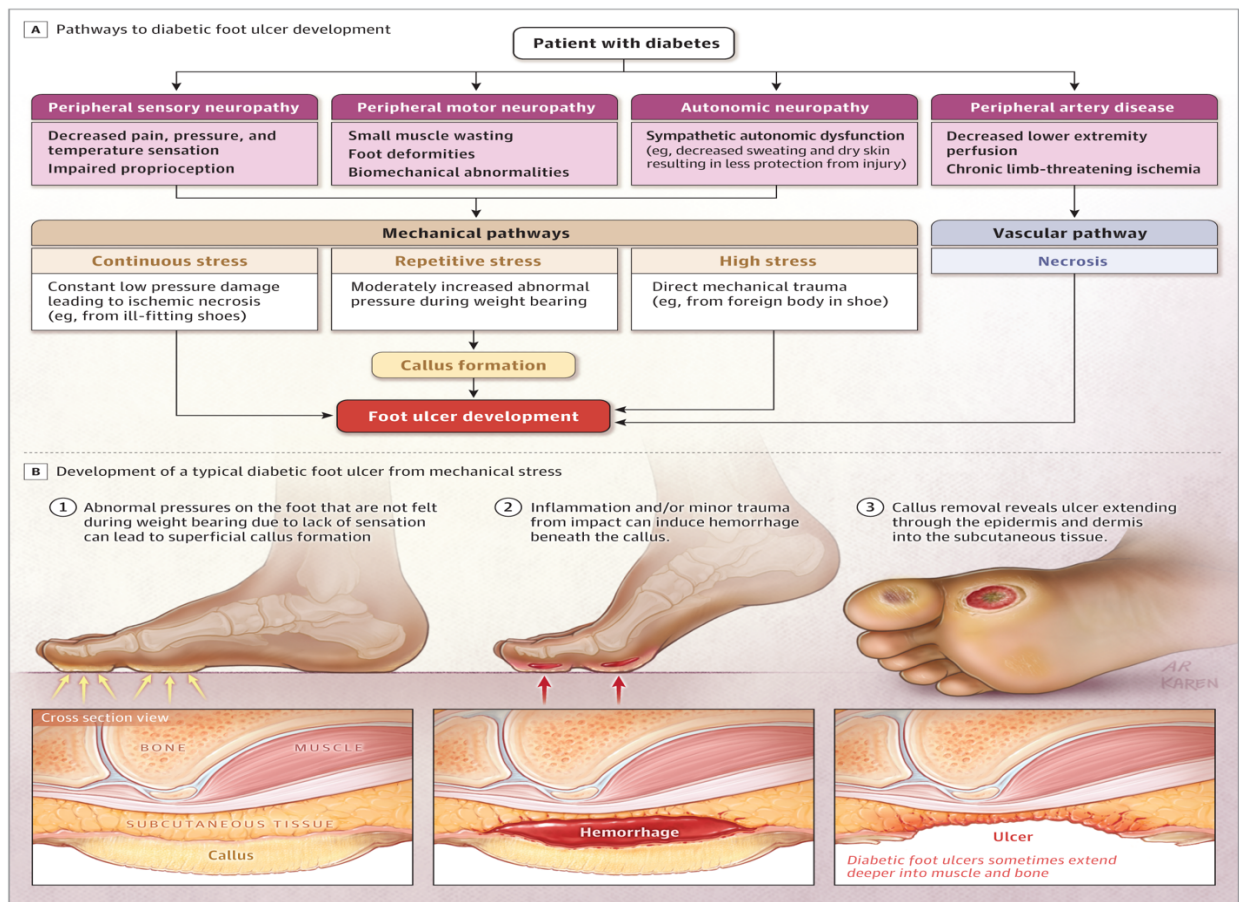 A Pathways to diabetic foot ulcer development
Patient with diabetes
Peripheral sensory neuropathy
Decreased pain, pressure, and
temperature sensation
Impaired proprioception
Peripheral motor neuropathy
Small muscle wasting
Foot deformities
Biomechanical abnormalities
Autonomic neuropathy
Sympathetic autonomic dysfunction
(eg, decreased sweating and dry skin
resulting in less protection from injury)
Peripheral artery disease
Decreased lower extremity
perfusion
Chronic limb-threatening ischemia
Mechanical pathways
Continuous stress
Constant low pressure damage
leading to ischemic necrosis
(eg, from ill-fitting shoes)
Repetitive stress
Moderately increased abnormal
pressure during weight bearing
High stress
Direct mechanical trauma
(eg, from foreign body in shoe)
Vascular pathway
Necrosis
Callus formation
Foot ulcer development
B Development of a typical diabetic foot ulcer from mechanical stress
1 Abnormal pressures on the foot that are not felt
during weight bearing due to lack of sensation
can lead to superficial callus formation
2 Inflammation and/or minor trauma
from impact can induce hemorrhage
beneath the callus.
3 Callus removal reveals ulcer extending
through the epidermis and dermis
into the subcutaneous tissue.
AR
KAREN
Cross section view
BONE
MUSCLE
SUBCUTANEOUS TISSUE
Callus
Hemorrhage
Ulcer
Diabetic foot ulcers sometimes extend
deeper into muscle and bone